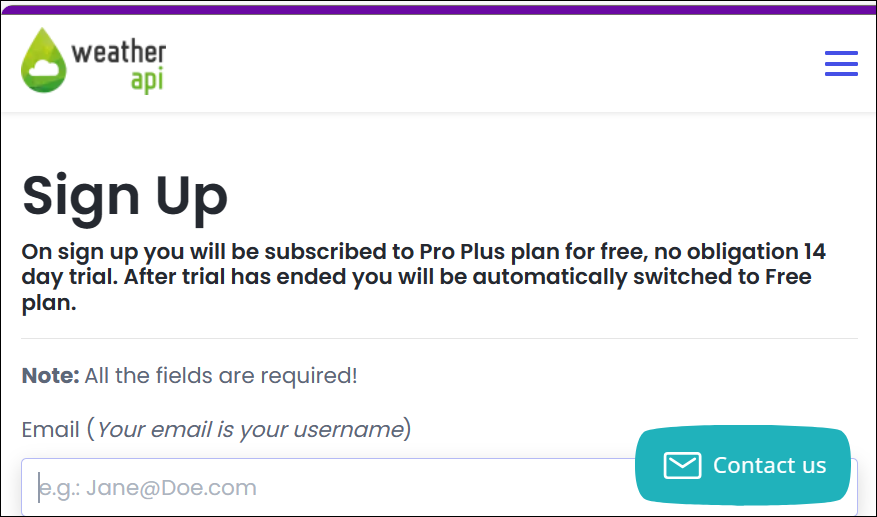 weather
api
Sign Up
On sign up you will be subscribed to Pro Plus plan for free, no obligation 14
day trial. After trial has ended you will be automatically switched to Free
plan.
Note: All the fields are required!
Email (Your email is your username)
e.g.: Jane@Doe.com
Contact us